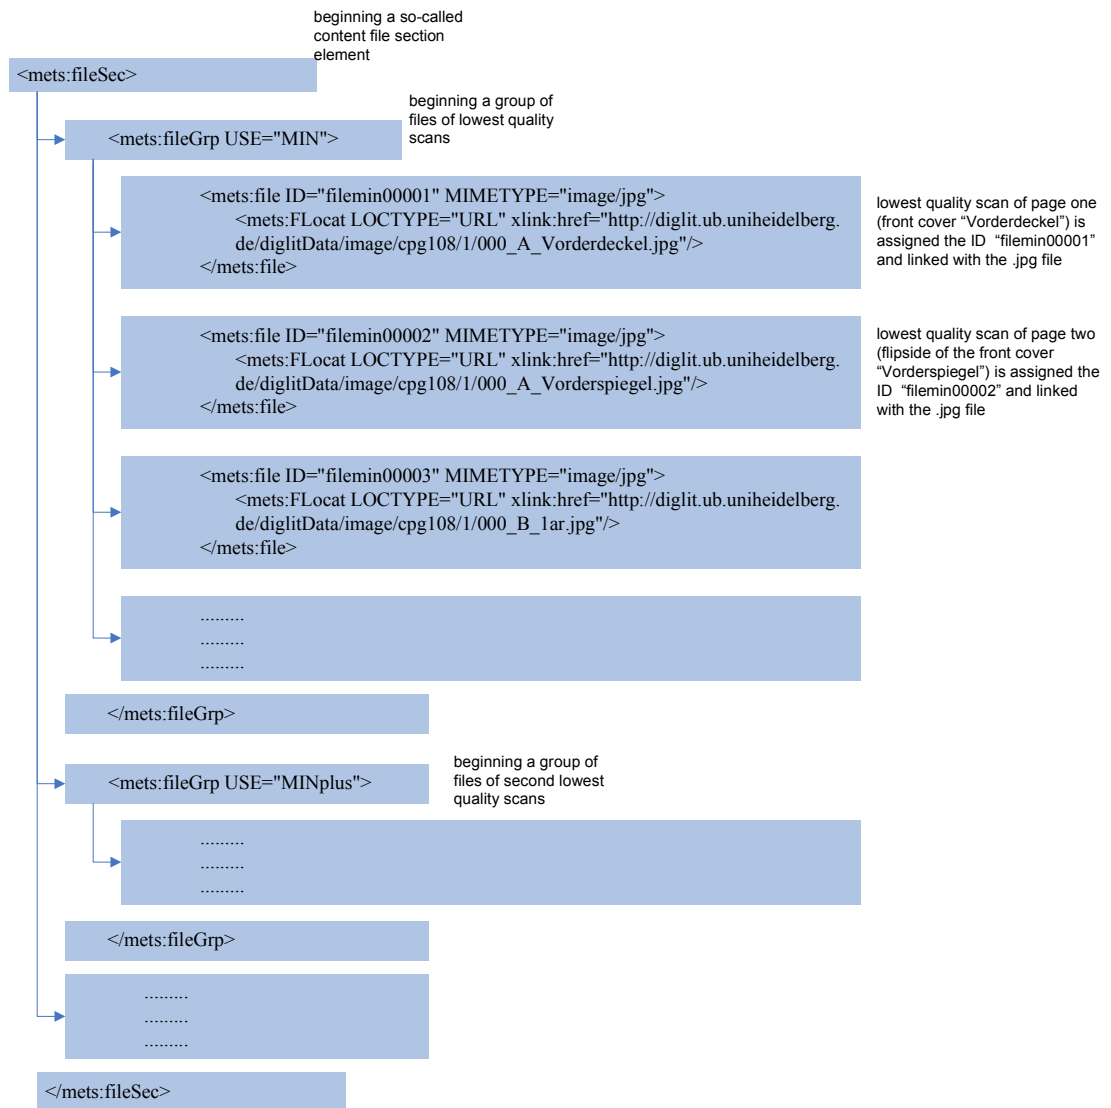 beginning a so-called
content file section
element
<mets:fileSec>
beginning a group of
files of lowest quality
scans
<mets:fileGrp USE="MIN">
<mets:file ID="filemin00001" MIMETYPE="image/jpg">
<mets:FLocat LOCTYPE="URL" xlink:href="http://diglit.ub.uniheidelberg.
de/diglitData/image/cpg108/1/000_A_Vorderdeckel.jpg"/>
</mets:file>
lowest quality scan of page one
(front cover “Vorderdeckel”) is
assigned the ID “filemin00001”
and linked with the .jpg file
<mets:file ID="filemin00002" MIMETYPE="image/jpg">
<mets:FLocat LOCTYPE="URL" xlink:href="http://diglit.ub.uniheidelberg.
de/diglitData/image/cpg108/1/000_A_Vorderspiegel.jpg"/>
</mets:file>
lowest quality scan of page two
(flipside of the front cover
“Vorderspiegel”) is assigned the
ID “filemin00002” and linked
with the .jpg file
<mets:file ID="filemin00003" MIMETYPE="image/jpg">
<mets:FLocat LOCTYPE="URL" xlink:href="http://diglit.ub.uniheidelberg.
de/diglitData/image/cpg108/1/000_B_1ar.jpg"/>
</mets:file>
.........
.........
.........
</mets:fileGrp>
beginning a group of
files of second lowest
quality scans
<mets:fileGrp USE="MINplus">
.........
.........
.........
</mets:fileGrp>
.........
.........
.........
</mets:fileSec>